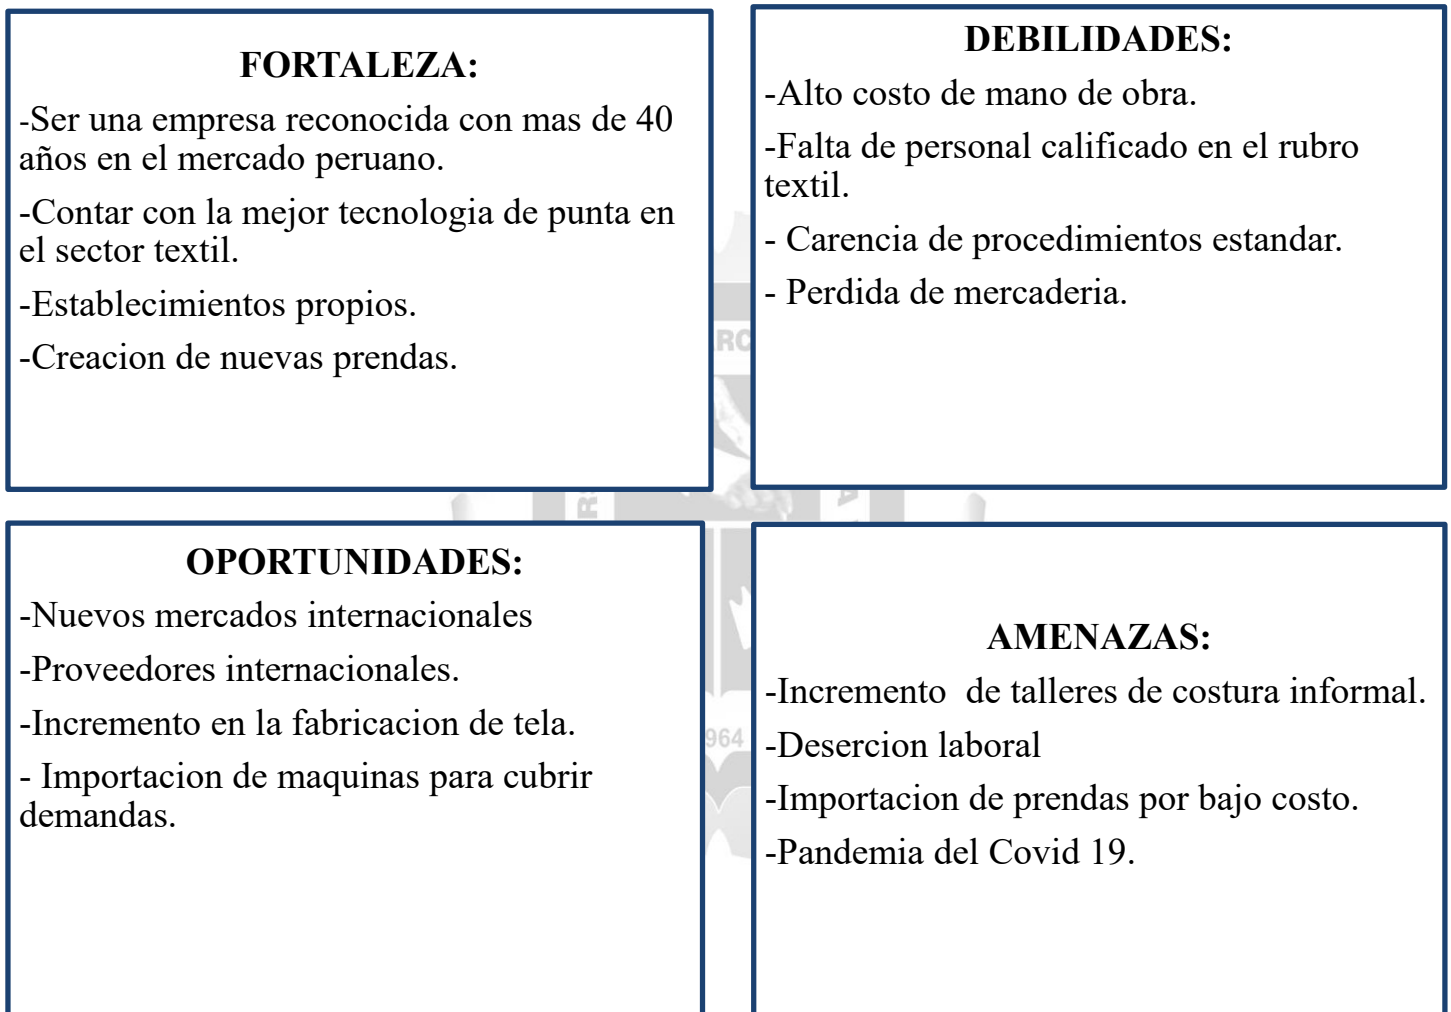 FORTALEZA:
-Ser una empresa reconocida con mas de 40
años en el mercado peruano.
-Contar con la mejor tecnologia de punta en
el sector textil.
-Establecimientos propios.
-Creacion de nuevas prendas.
DEBILIDADES:
-Alto costo de mano de obra.
-Falta de personal calificado en el rubro
textil.
- Carencia de procedimientos estandar.
- Perdida de mercaderia.
OPORTUNIDADES:
-Nuevos mercados internacionales
-Proveedores internacionales.
-Incremento en la fabricacion de tela.
- Importacion de maquinas para cubrir
demandas.
AMENAZAS:
-Incremento  de talleres de costura informal.
-Desercion laboral
-Importacion de prendas por bajo costo.
-Pandemia del Covid 19.
RC
964